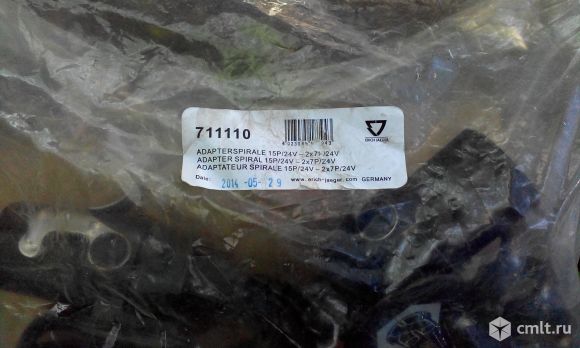 711110
ERICH JAEGER
ADAPTERSPIRALE 15P/24V – 2x7P/24V
ADAPTER SPIRAL 15P/24V – 2x7P/24V
ADAPTATEUR SPIRALE 15P/24V – 2x7P/24V
Date: 2014-05-29 www.erich-jaeger.com GERMANY
cmlt.ru